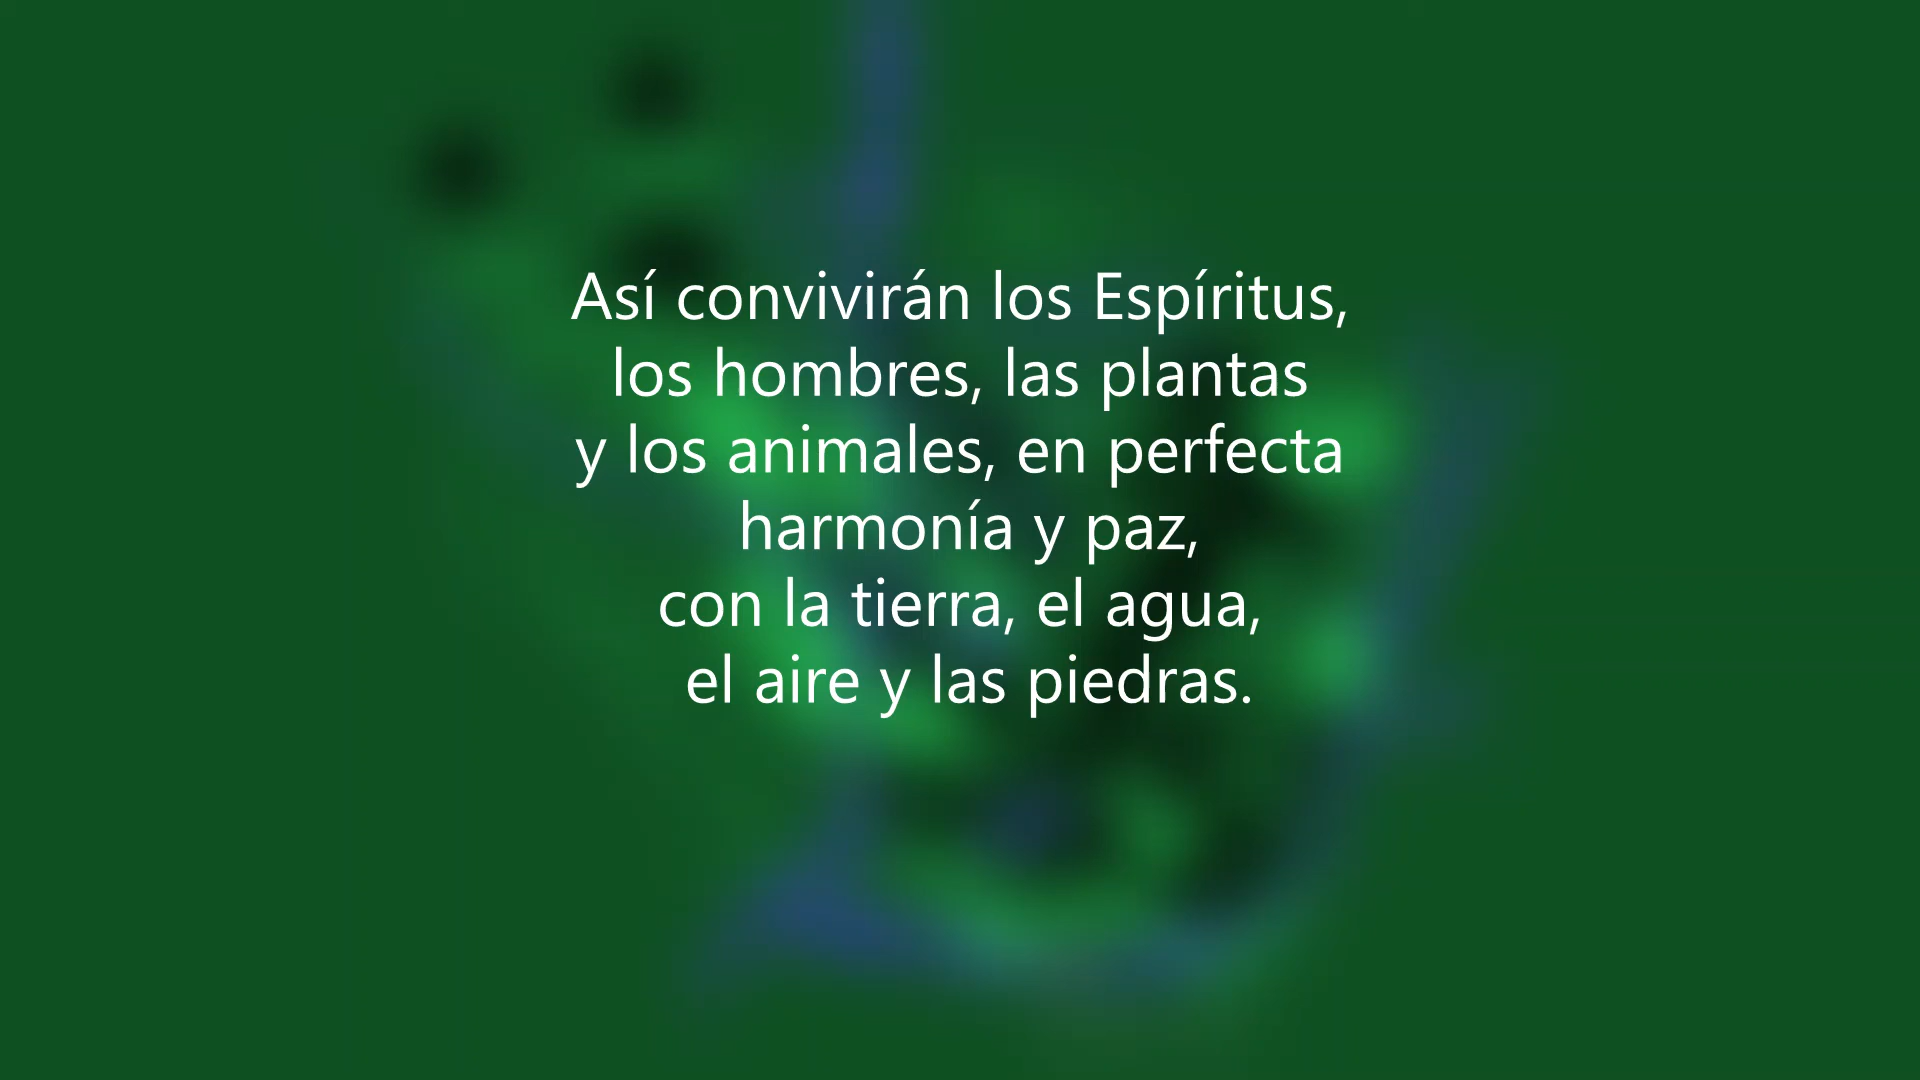 Así convivirán los Espíritus,
los hombres, las plantas
y los animales, en perfecta
harmonía y paz,
con la tierra, el agua,
el aire y las piedras.